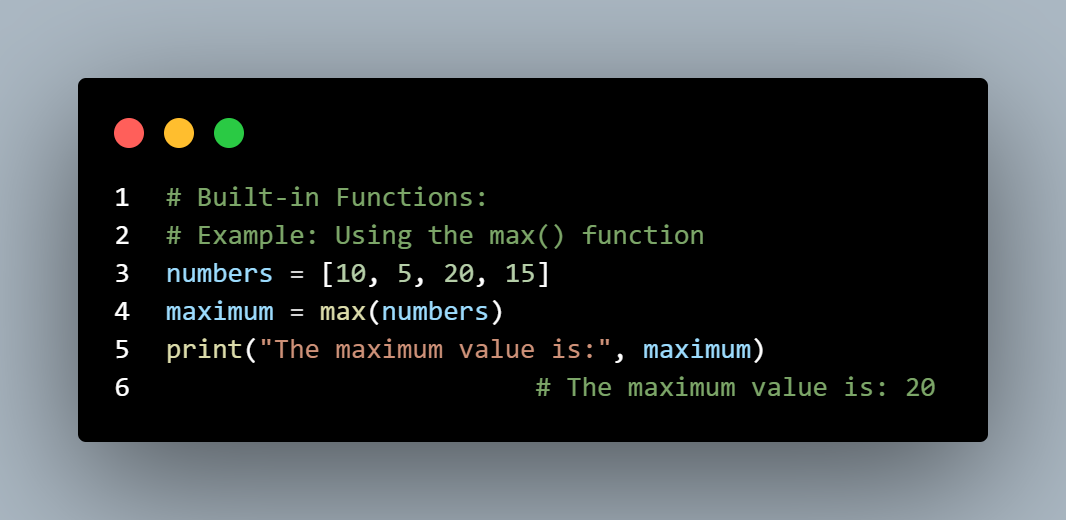 1 # Built-in Functions:
2 # Example: Using the max() function
3 numbers = [10, 5, 20, 15]
4 maximum = max(numbers)
5 print("The maximum value is:", maximum)
6 # The maximum value is: 20